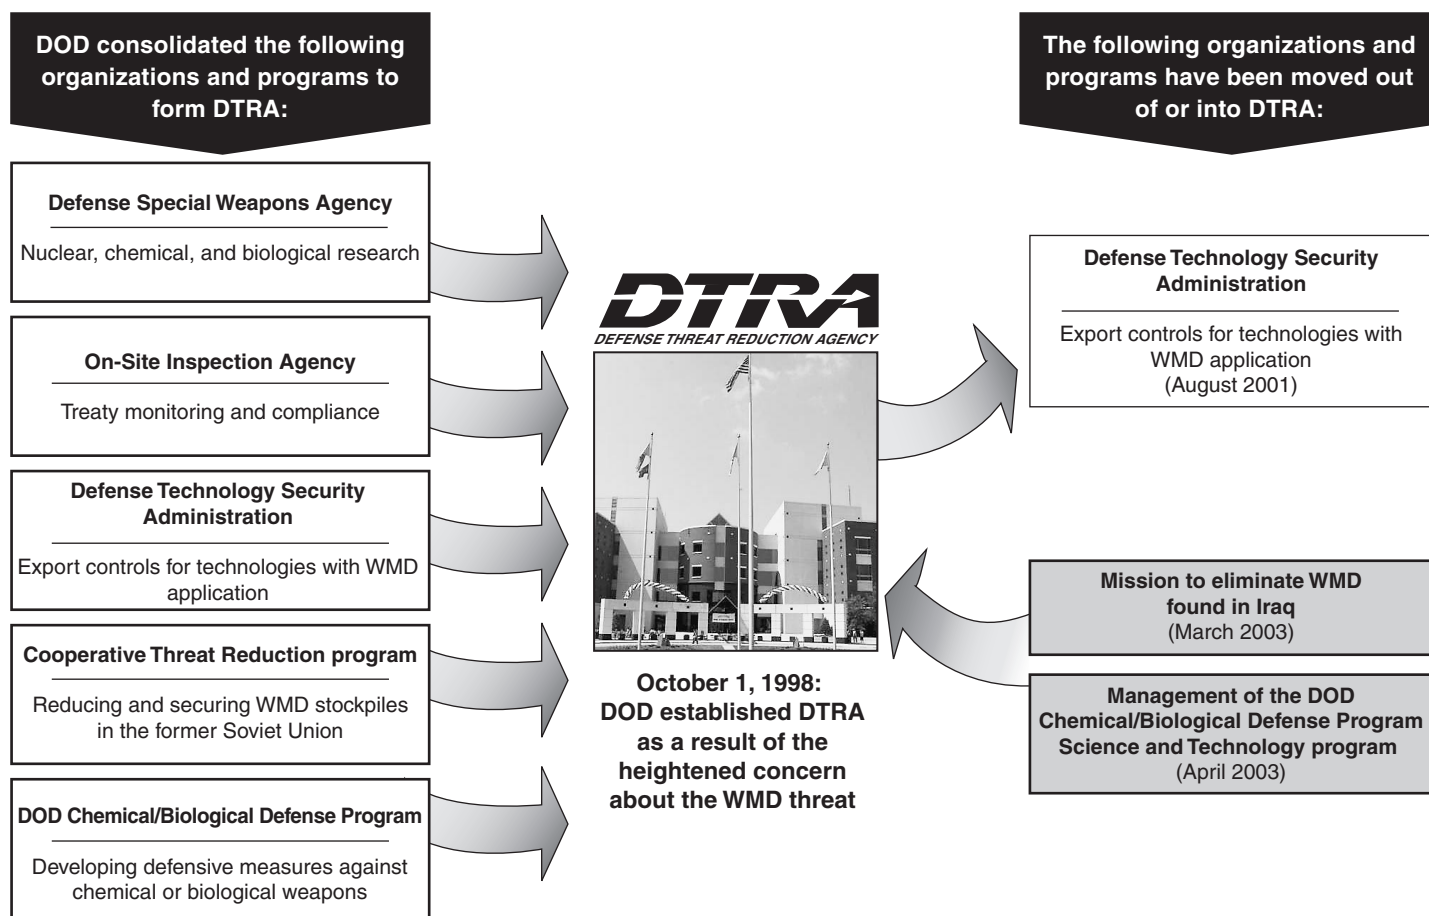 DOD consolidated the following
organizations and programs to
form DTRA:
Defense Special Weapons Agency
Nuclear, chemical, and biological research
On-Site Inspection Agency
Treaty monitoring and compliance
Defense Technology Security
Administration
Export controls for technologies with WMD
application
Cooperative Threat Reduction program
Reducing and securing WMD stockpiles
in the former Soviet Union
DOD Chemical/Biological Defense Program
Developing defensive measures against
chemical or biological weapons
DTRA
DEFENSE THREAT REDUCTION AGENCY
October 1, 1998:
DOD established DTRA
as a result of the
heightened concern
about the WMD threat
The following organizations and
programs have been moved out
of or into DTRA:
Defense Technology Security
Administration
Export controls for technologies with
WMD application
(August 2001)
Mission to eliminate WMD
found in Iraq
(March 2003)
Management of the DOD
Chemical/Biological Defense Program
Science and Technology program
(April 2003)